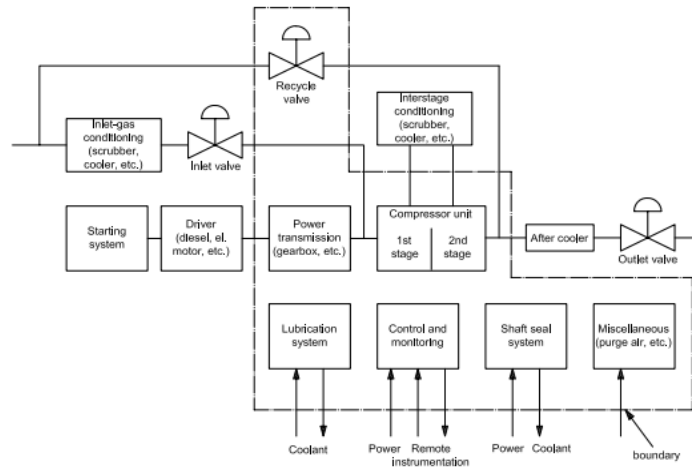 Recycle
valve
Interstage
conditioning
(scrubber,
cooler, etc.)
Inlet-gas
conditioning
(scrubber,
cooler, etc.)
Inlet valve
Starting
system
Driver
(diesel, el.
motor, etc.)
Power
transmission
(gearbox, etc.)
Compressor unit
1st
stage
2nd
stage
After cooler
Outlet valve
Lubrication
system
Control and
monitoring
Shaft seal
system
Miscellaneous
(purge air, etc.)
Coolant
Power
Remote
instrumentation
Power
Coolant
boundary